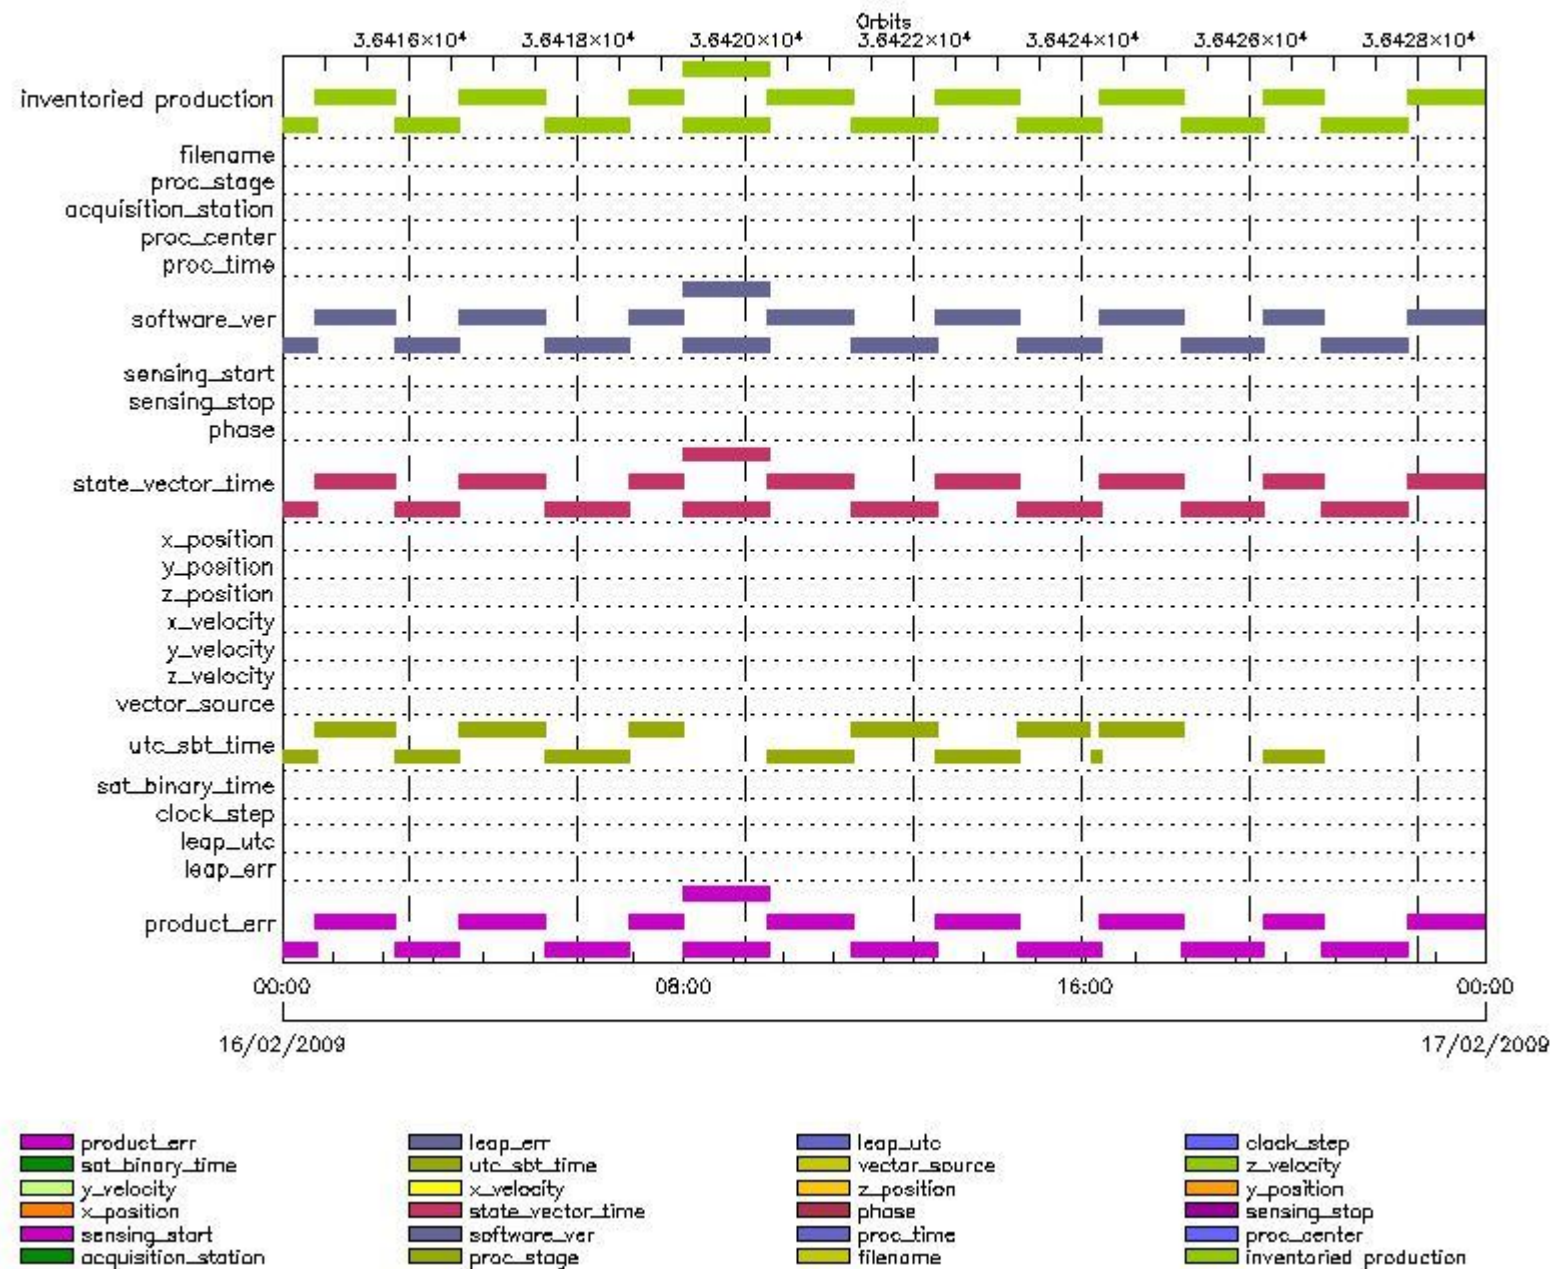 Orbits
3.6416×10⁴ 3.6418×10⁴ 3.6420×10⁴ 3.6422×10⁴ 3.6424×10⁴ 3.6426×10⁴ 3.6428×10⁴
inventoried production
filename
proc_stage
acquisition_station
proc_center
proc_time
software_ver
sensing_start
sensing_stop
phase
state_vector_time
x_position
y_position
z_position
x_velocity
y_velocity
z_velocity
vector_source
utc_sbt_time
sat_binary_time
clock_step
leap_utc
leap_err
product_err
00:00 08:00 16:00 00:00
16/02/2009 17/02/2009
product_err leap_err leap_utc clock_step
sat_binary_time utc_sbt_time vector_source z_velocity
y_velocity x_velocity z_position y_position
x_position state_vector_time phase sensing_stop
sensing_start software_ver proc_time proc_center
acquisition_station proc_stage filename inventoried production